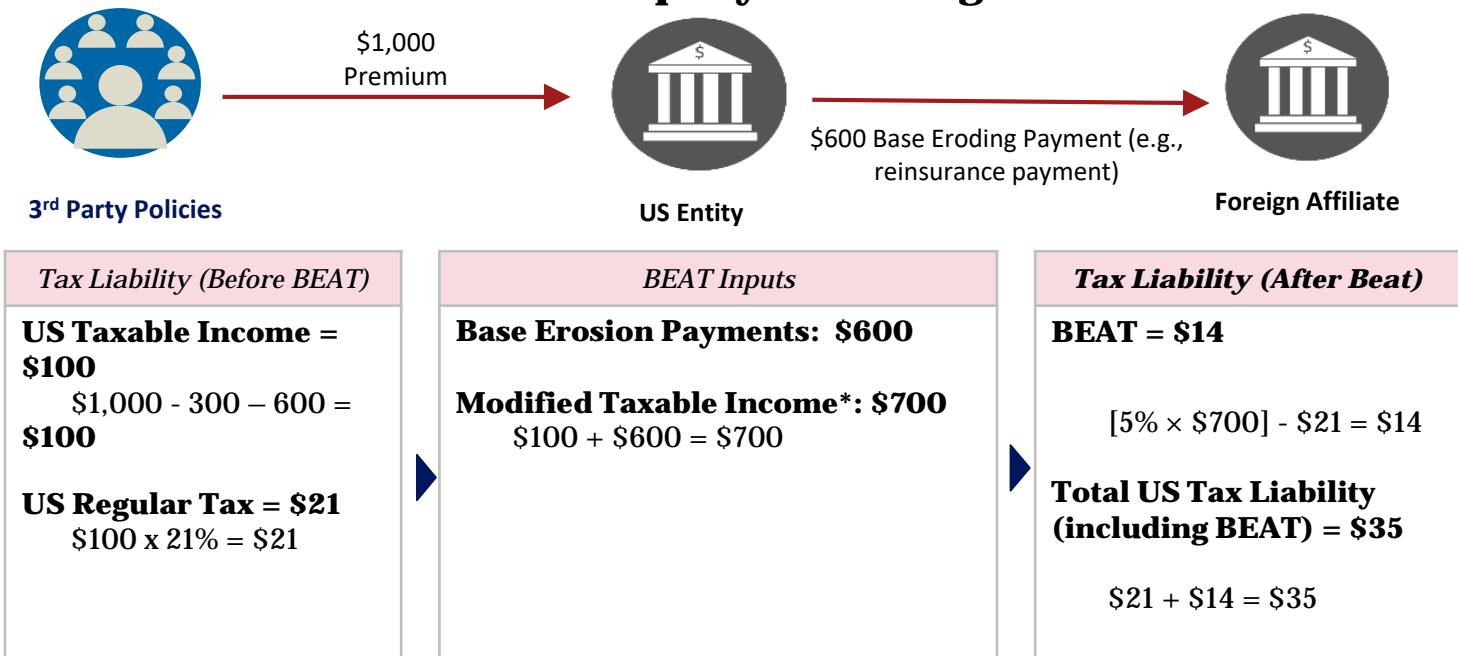 $1,000
Premium
$
$
$600 Base Eroding Payment (e.g.,
reinsurance payment)
3rd Party Policies
US Entity
Foreign Affiliate
Tax Liability (Before BEAT)
US Taxable Income =
$100
$1,000 - 300 – 600 =
$100
US Regular Tax = $21
$100 x 21% = $21
BEAT Inputs
Base Erosion Payments: $600
Modified Taxable Income*: $700
$100 + $600 = $700
Tax Liability (After Beat)
BEAT = $14
[5% × $700] - $21 = $14
Total US Tax Liability
(including BEAT) = $35
$21 + $14 = $35